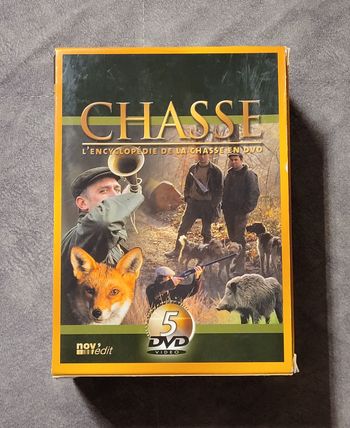 CHASSE
L'ENCYCLOPÉDIE DE LA CHASSE EN DVD
5
DVD
VIDEO
nov'
édit